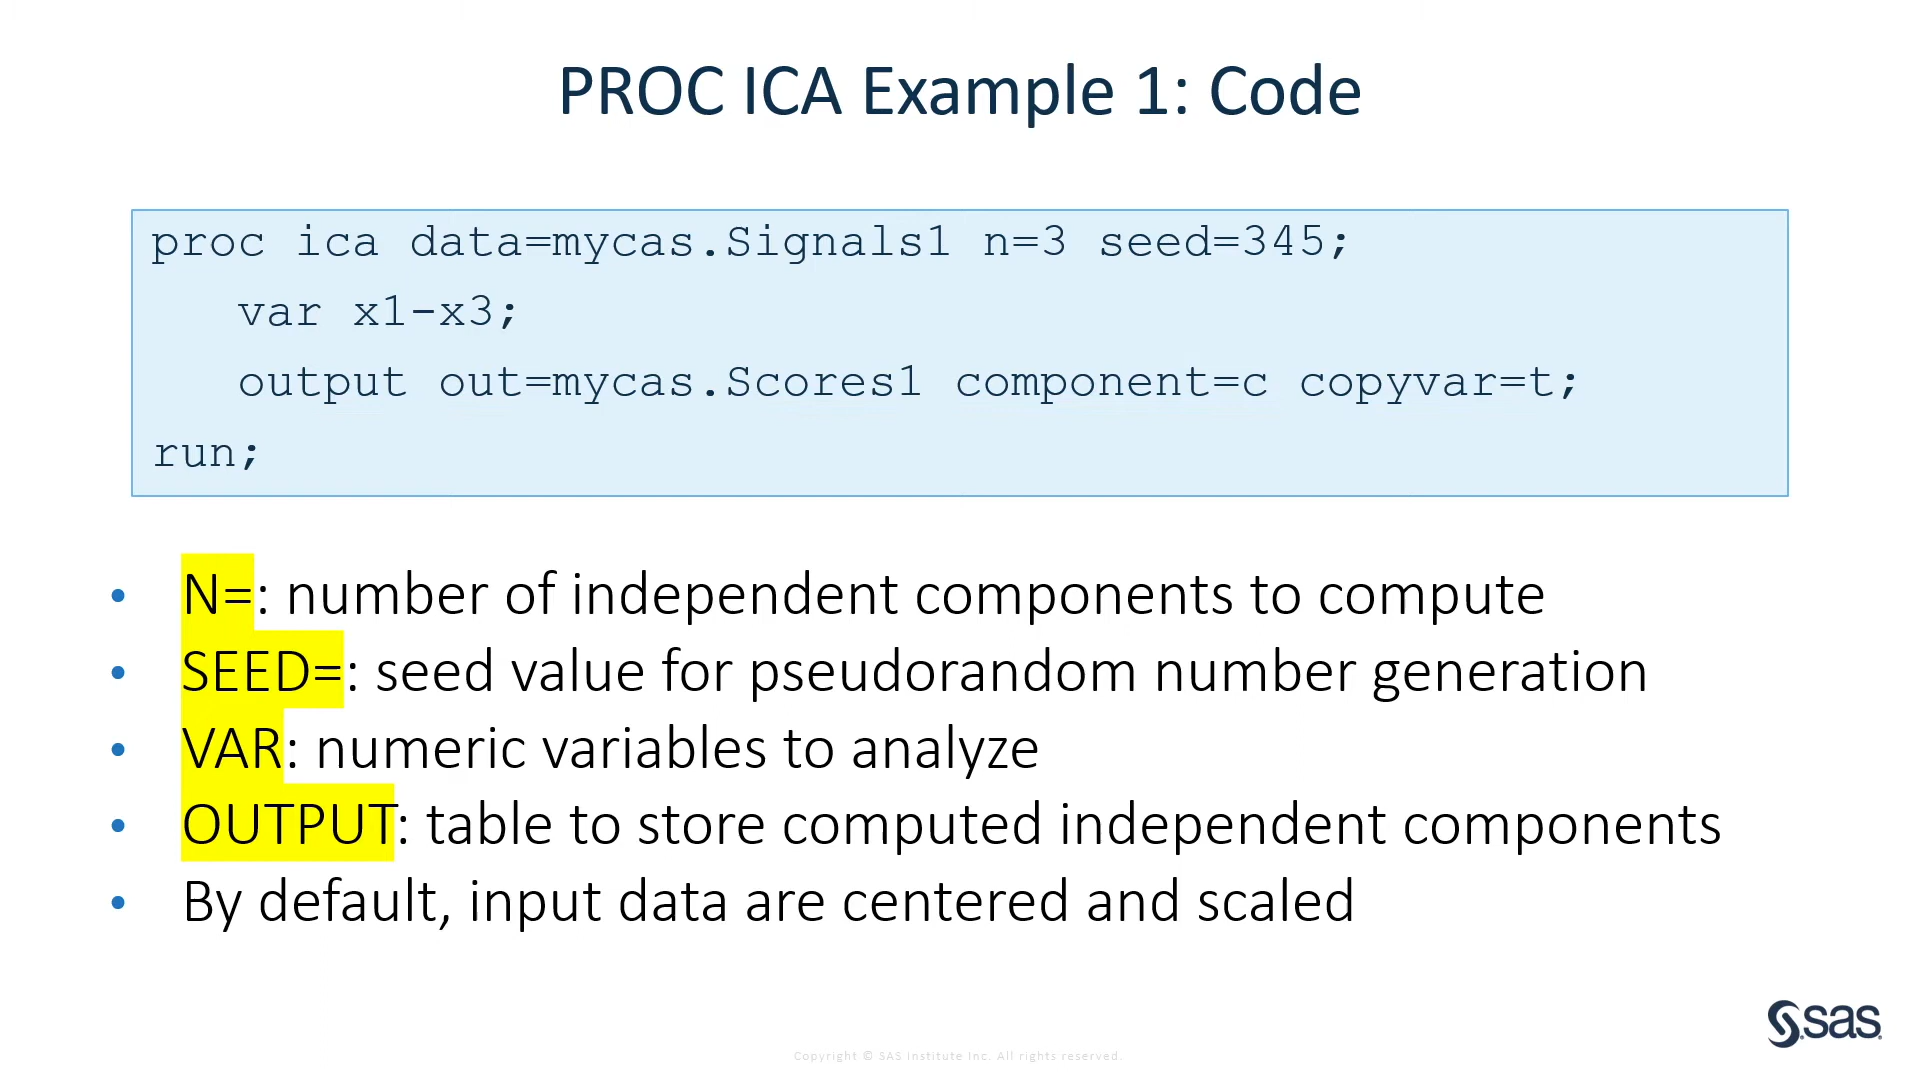 PROC ICA Example 1: Code
proc ica data=mycas.Signals1 n=3 seed=345;
var x1-x3;
output out=mycas.Scores1 component=c copyvar=t;
run;
• N=: number of independent components to compute
• SEED=: seed value for pseudorandom number generation
• VAR: numeric variables to analyze
• OUTPUT: table to store computed independent components
• By default, input data are centered and scaled
sas
Copyright © SAS Institute Inc. All rights reserved.